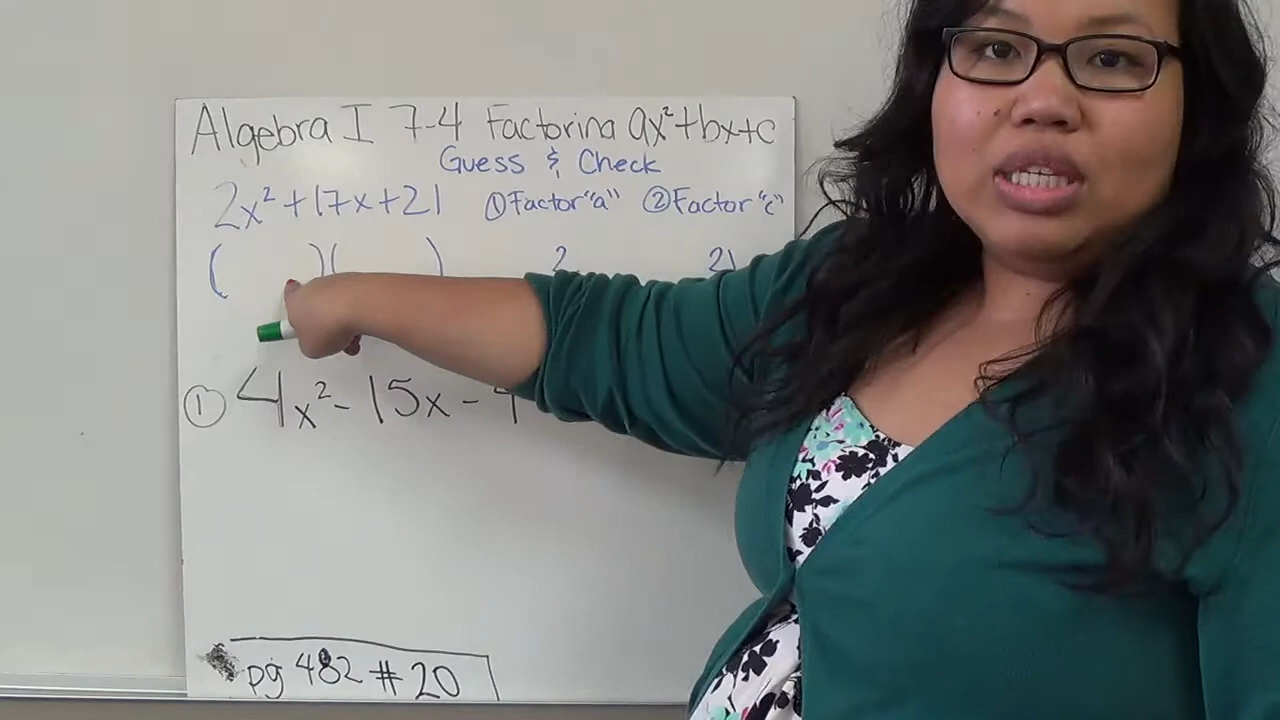 Algebra I 7-4 Factoring ax²+bx+c
Guess & Check
2x²+17x+21 ①Factor "a" ②Factor "c"
( )( ) 2 21
① 4x² - 15x -
pg 482 # 20